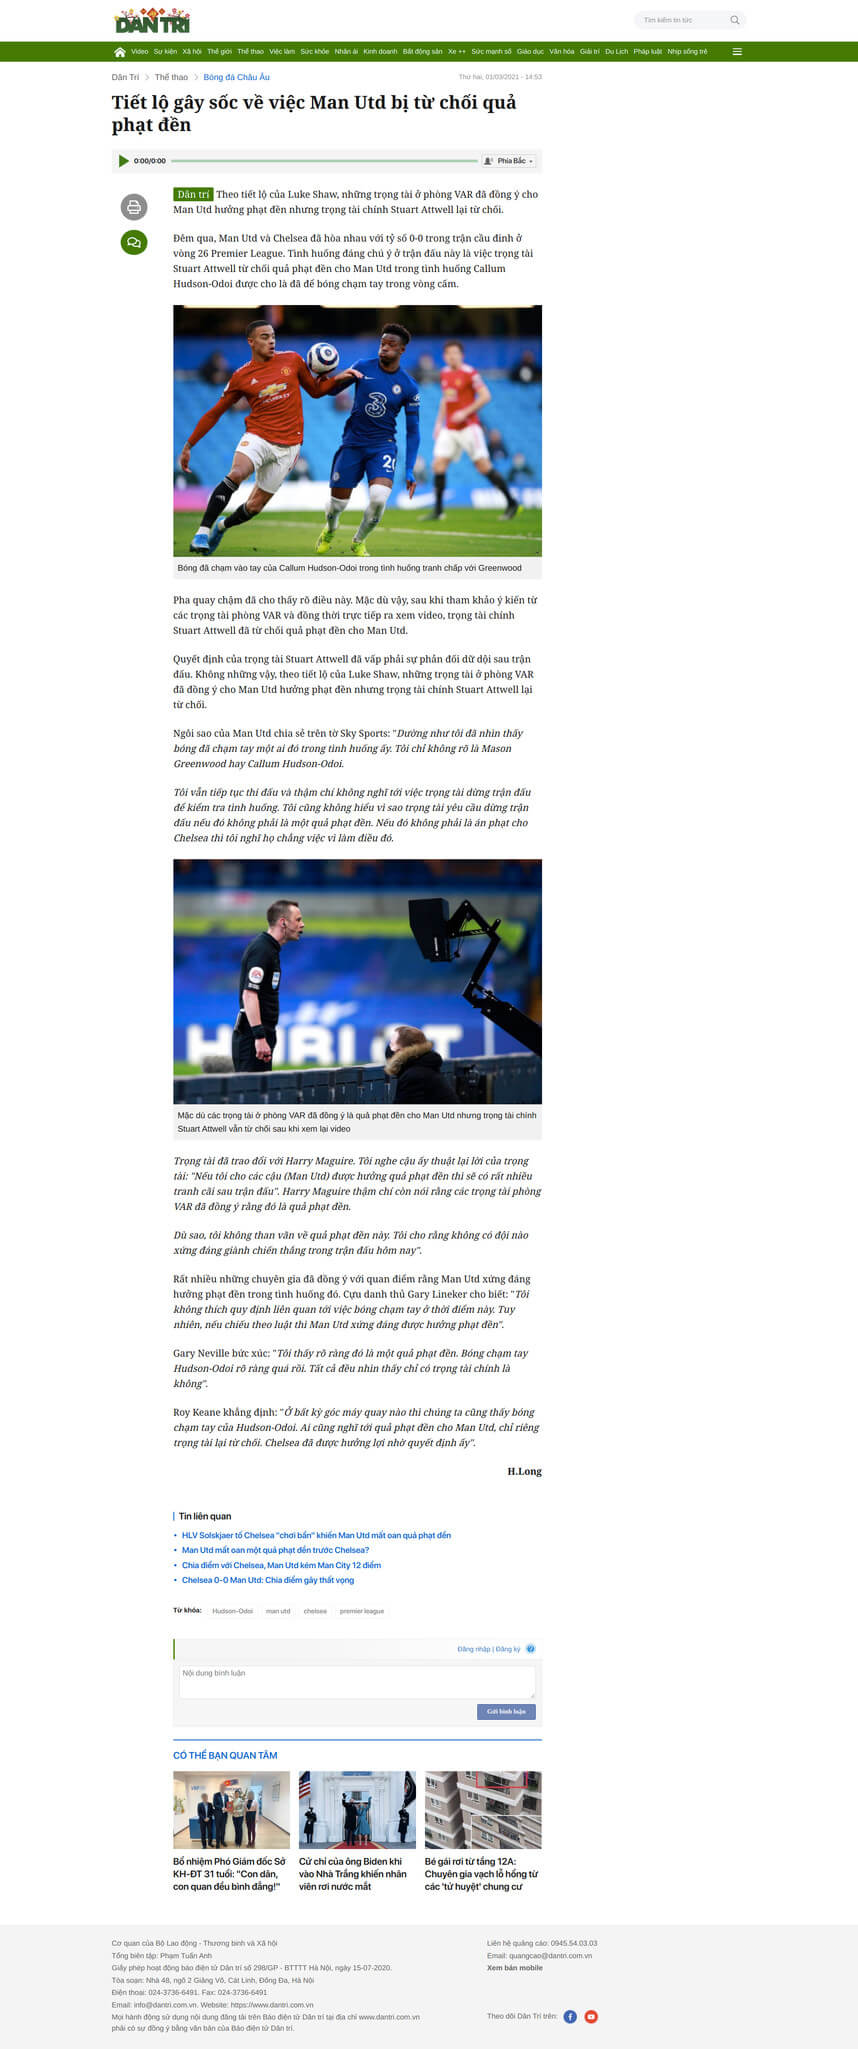 DÂN TRÍ
Tìm kiếm tin tức
Video Sự kiện Xã hội Thế giới Thể thao Việc làm Sức khỏe Nhân ái Kinh doanh Bất động sản Xe ++ Sức mạnh số Giáo dục Văn hóa Giải trí Du Lịch Pháp luật Nhịp sống trẻ
Dân Trí > Thể thao > Bóng đá Châu Âu
Thứ hai, 01/03/2021 - 14:53
Tiết lộ gây sốc về việc Man Utd bị từ chối quả
phạt đền
0:00/0:00
Phía Bắc
Dân trí Theo tiết lộ của Luke Shaw, những trọng tài ở phòng VAR đã đồng ý cho
Man Utd hưởng phạt đền nhưng trọng tài chính Stuart Attwell lại từ chối.
Đêm qua, Man Utd và Chelsea đã hòa nhau với tỷ số 0-0 trong trận cầu đinh ở
vòng 26 Premier League. Tình huống đáng chú ý ở trận đấu này là việc trọng tài
Stuart Attwell từ chối quả phạt đền cho Man Utd trong tình huống Callum
Hudson-Odoi được cho là đã để bóng chạm tay trong vòng cấm.
3
20
Bóng đã chạm vào tay của Callum Hudson-Odoi trong tình huống tranh chấp với Greenwood
Pha quay chậm đã cho thấy rõ điều này. Mặc dù vậy, sau khi tham khảo ý kiến từ
các trọng tài phòng VAR và đồng thời trực tiếp ra xem video, trọng tài chính
Stuart Attwell đã từ chối quả phạt đền cho Man Utd.
Quyết định của trọng tài Stuart Attwell đã vấp phải sự phản đối dữ dội sau trận
đấu. Không những vậy, theo tiết lộ của Luke Shaw, những trọng tài ở phòng VAR
đã đồng ý cho Man Utd hưởng phạt đền nhưng trọng tài chính Stuart Attwell lại
từ chối.
Ngôi sao của Man Utd chia sẻ trên tờ Sky Sports: "Dường như tôi đã nhìn thấy
bóng đã chạm tay một ai đó trong tình huống ấy. Tôi chỉ không rõ là Mason
Greenwood hay Callum Hudson-Odoi.
Tôi vẫn tiếp tục thi đấu và thậm chí không nghĩ tới việc trọng tài dừng trận đấu
để kiểm tra tình huống. Tôi cũng không hiểu vì sao trọng tài yêu cầu dừng trận
đấu nếu đó không phải là một quả phạt đền. Nếu đó không phải là án phạt cho
Chelsea thì tôi nghĩ họ chẳng việc vì làm điều đó.
Mặc dù các trọng tài ở phòng VAR đã đồng ý là quả phạt đền cho Man Utd nhưng trọng tài chính
Stuart Attwell vẫn từ chối sau khi xem lại video
Trọng tài đã trao đổi với Harry Maguire. Tôi nghe cậu ấy thuật lại lời của trọng
tài: "Nếu tôi cho các cậu (Man Utd) được hưởng quả phạt đền thì sẽ có rất nhiều
tranh cãi sau trận đấu". Harry Maguire thậm chí còn nói rằng các trọng tài phòng
VAR đã đồng ý rằng đó là quả phạt đền.
Dù sao, tôi không than vãn về quả phạt đền này. Tôi cho rằng không có đội nào
xứng đáng giành chiến thắng trong trận đấu hôm nay".
Rất nhiều những chuyên gia đã đồng ý với quan điểm rằng Man Utd xứng đáng
hưởng phạt đền trong tình huống đó. Cựu danh thủ Gary Lineker cho biết: "Tôi
không thích quy định liên quan tới việc bóng chạm tay ở thời điểm này. Tuy
nhiên, nếu chiếu theo luật thì Man Utd xứng đáng được hưởng phạt đền".
Gary Neville bức xúc: "Tôi thấy rõ ràng đó là một quả phạt đền. Bóng chạm tay
Hudson-Odoi rõ ràng quá rồi. Tất cả đều nhìn thấy chỉ có trọng tài chính là
không".
Roy Keane khẳng định: "Ở bất kỳ góc máy quay nào thì chúng ta cũng thấy bóng
chạm tay của Hudson-Odoi. Ai cũng nghĩ tới quả phạt đền cho Man Utd, chỉ riêng
trọng tài lại từ chối. Chelsea đã được hưởng lợi nhờ quyết định ấy".
H.Long
Tin liên quan
• HLV Solskjaer tố Chelsea "chơi bẩn" khiến Man Utd mất oan quả phạt đền
• Man Utd mất oan một quả phạt đền trước Chelsea?
• Chia điểm với Chelsea, Man Utd kém Man City 12 điểm
• Chelsea 0-0 Man Utd: Chia điểm gây thất vọng
Từ khóa: Hudson-Odoi man utd chelsea premier league
Đăng nhập | Đăng ký
Nội dung bình luận
Gửi bình luận
CÓ THỂ BẠN QUAN TÂM
Bổ nhiệm Phó Giám đốc Sở
KH-ĐT 31 tuổi: "Con dân,
con quan đều bình đẳng!"
Cử chỉ của ông Biden khi
vào Nhà Trắng khiến nhân
viên rơi nước mắt
Bé gái rơi từ tầng 12A:
Chuyên gia vạch lỗ hổng từ
các 'tử huyệt' chung cư
Cơ quan của Bộ Lao động - Thương binh và Xã hội
Tổng biên tập: Phạm Tuấn Anh
Giấy phép hoạt động báo điện tử Dân trí số 298/GP - BTTTT Hà Nội, ngày 15-07-2020.
Tòa soạn: Nhà 48, ngõ 2 Giảng Võ, Cát Linh, Đống Đa, Hà Nội
Điện thoại: 024-3736-6491. Fax: 024-3736-6491
Email: info@dantri.com.vn. Website: https://www.dantri.com.vn
Mọi hành động sử dụng nội dung đăng tải trên Báo điện tử Dân trí tại địa chỉ www.dantri.com.vn
phải có sự đồng ý bằng văn bản của Báo điện tử Dân trí.
Liên hệ quảng cáo: 0945.54.03.03
Email: quangcao@dantri.com.vn
Xem bản mobile
Theo dõi Dân Trí trên: